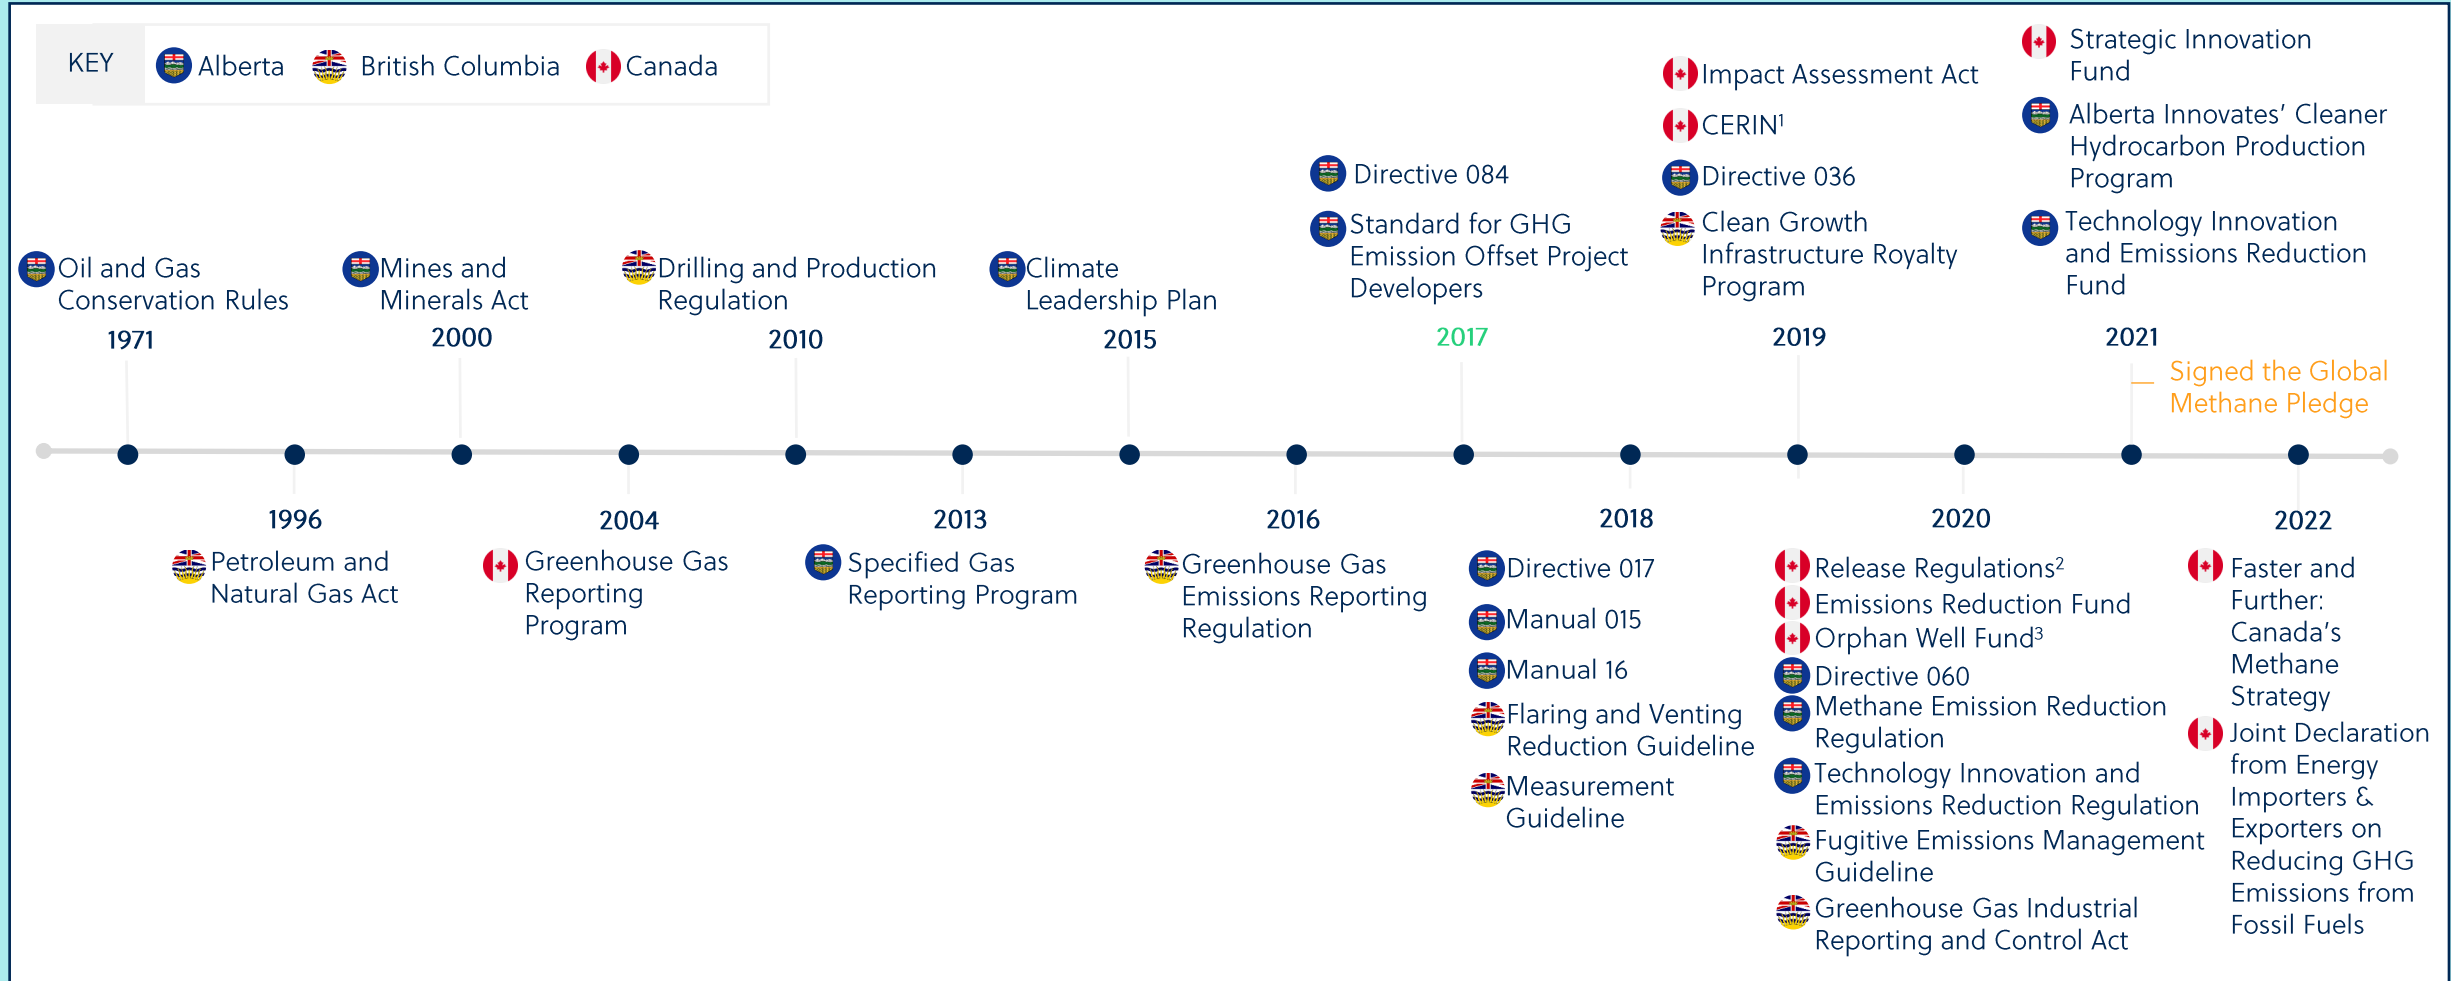 KEY
Alberta
British Columbia
Canada
Oil and Gas
Conservation Rules
1971
Mines and
Minerals Act
2000
Drilling and Production
Regulation
2010
Climate
Leadership Plan
2015
Directive 084
Standard for GHG
Emission Offset Project
Developers
2017
Impact Assessment Act
CERIN¹
Directive 036
Clean Growth
Infrastructure Royalty
Program
2019
Strategic Innovation
Fund
Alberta Innovates’ Cleaner
Hydrocarbon Production
Program
Technology Innovation
and Emissions Reduction
Fund
2021
Signed the Global
Methane Pledge
1996
Petroleum and
Natural Gas Act
2004
Greenhouse Gas
Reporting
Program
2013
Specified Gas
Reporting Program
2016
Greenhouse Gas
Emissions Reporting
Regulation
2018
Directive 017
Manual 015
Manual 16
Flaring and Venting
Reduction Guideline
Measurement
Guideline
2020
Release Regulations²
Emissions Reduction Fund
Orphan Well Fund³
Directive 060
Methane Emission Reduction
Regulation
Technology Innovation and
Emissions Reduction Regulation
Fugitive Emissions Management
Guideline
Greenhouse Gas Industrial
Reporting and Control Act
2022
Faster and
Further:
Canada’s
Methane
Strategy
Joint Declaration
from Energy
Importers &
Exporters on
Reducing GHG
Emissions from
Fossil Fuels